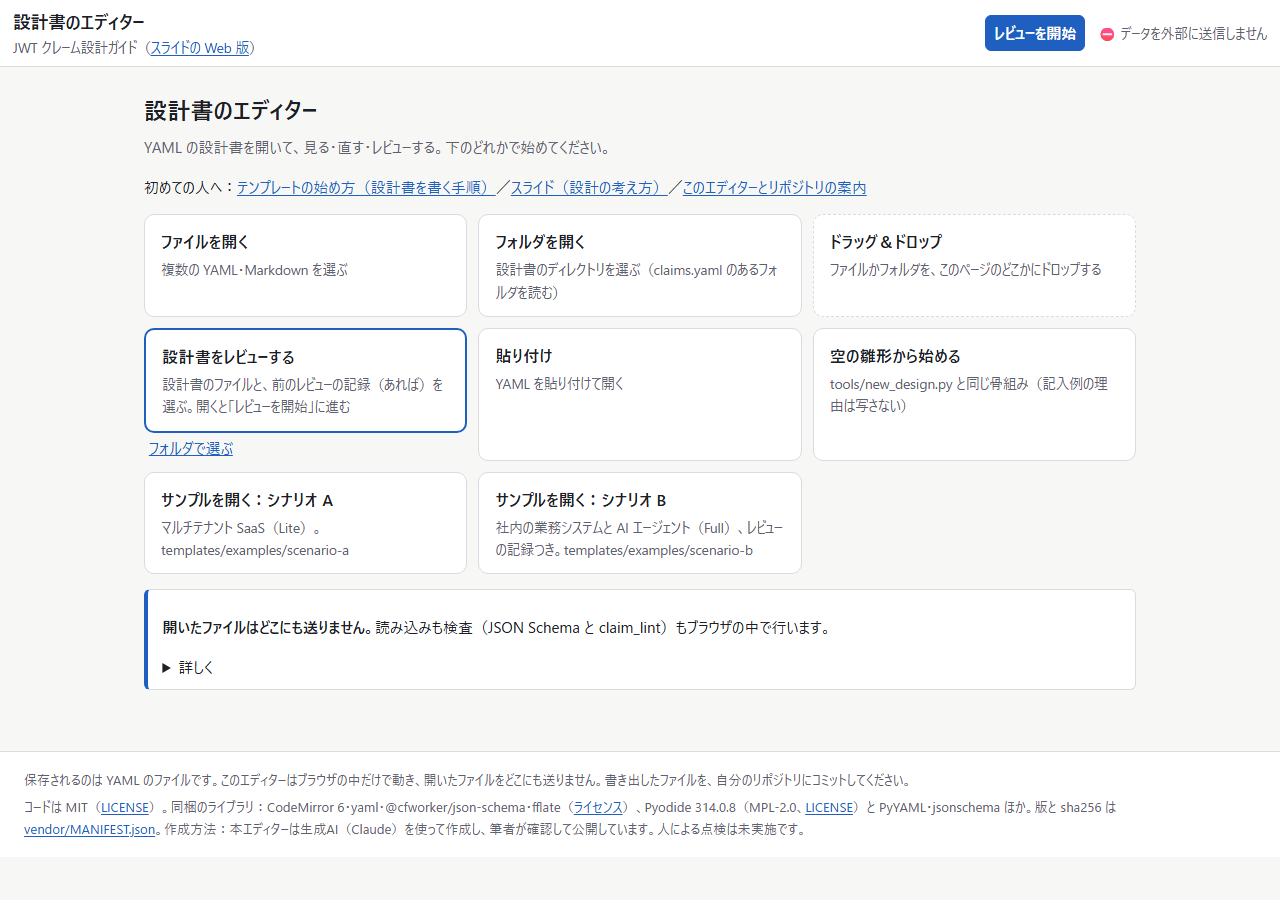 設計書のエディター
JWT クレーム設計ガイド（スライドの Web 版）
レビューを開始
データを外部に送信しません
設計書のエディター
YAML の設計書を開いて、見る・直す・レビューする。下のどれかで始めてください。
初めての人へ：テンプレートの始め方（設計書を書く手順）／スライド（設計の考え方）／このエディターとリポジトリの案内
ファイルを開く
複数の YAML・Markdown を選ぶ
フォルダを開く
設計書のディレクトリを選ぶ（claims.yaml のあるフォ
ルダを読む）
ドラッグ＆ドロップ
ファイルかフォルダを、このページのどこかにドロップする
設計書をレビューする
設計書のファイルと、前のレビューの記録（あれば）を
選ぶ。開くと「レビューを開始」に進む
フォルダで選ぶ
貼り付け
YAML を貼り付けて開く
空の雛形から始める
tools/new_design.py と同じ骨組み（記入例の理
由は写さない）
サンプルを開く：シナリオ A
マルチテナント SaaS（Lite）。
templates/examples/scenario-a
サンプルを開く：シナリオ B
社内の業務システムと AI エージェント（Full）、レビュー
の記録つき。templates/examples/scenario-b
開いたファイルはどこにも送りません。読み込みも検査（JSON Schema と claim_lint）もブラウザの中で行います。
▶ 詳しく
保存されるのは YAML のファイルです。このエディターはブラウザの中だけで動き、開いたファイルをどこにも送りません。書き出したファイルを、自分のリポジトリにコミットしてください。
コードは MIT（LICENSE）。同梱のライブラリ：CodeMirror 6・yaml・@cfworker/json-schema・fflate（ライセンス）、Pyodide 314.0.8（MPL-2.0、LICENSE）と PyYAML・jsonschema ほか。版と sha256 は
vendor/MANIFEST.json。作成方法：本エディターは生成AI（Claude）を使って作成し、筆者が確認して公開しています。人による点検は未実施です。